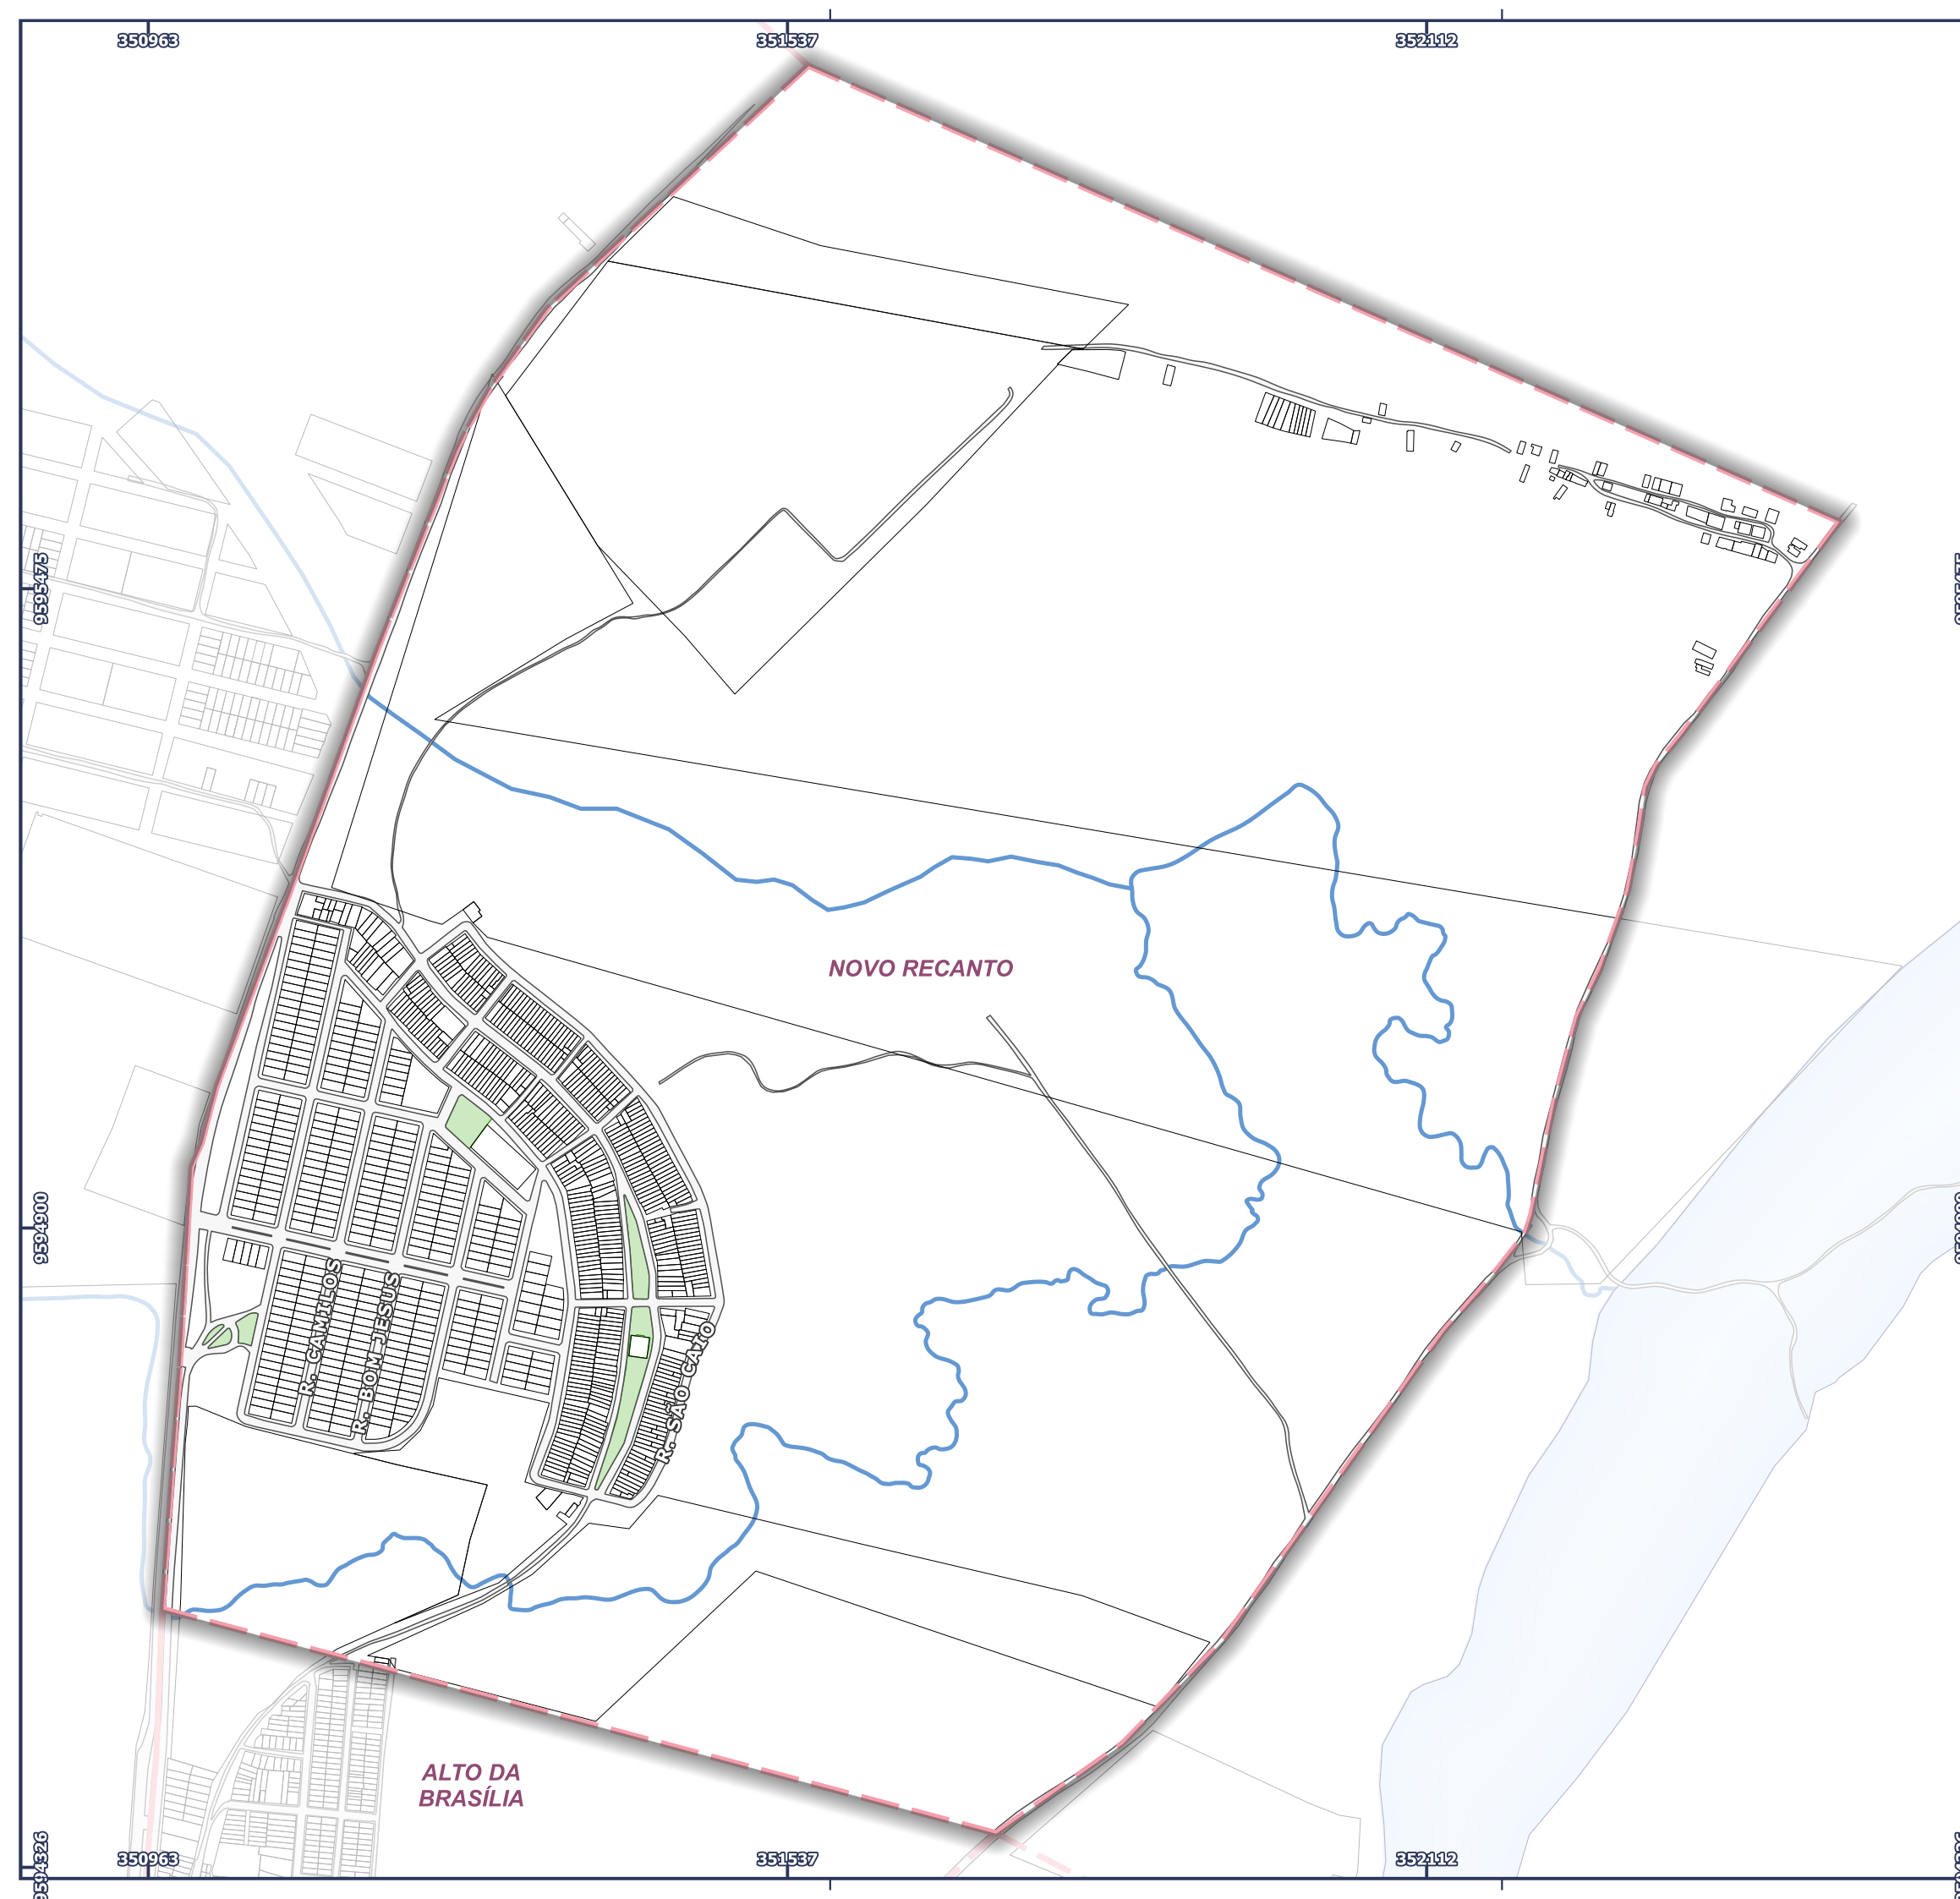 350963
351537
352112
9595475
NOVO RECANTO
9594900
R. CAMILOS
R. BOM JESUS
R. SÃO CAIO
ALTO DA
BRASÍLIA
9594326
350963
351537
352112